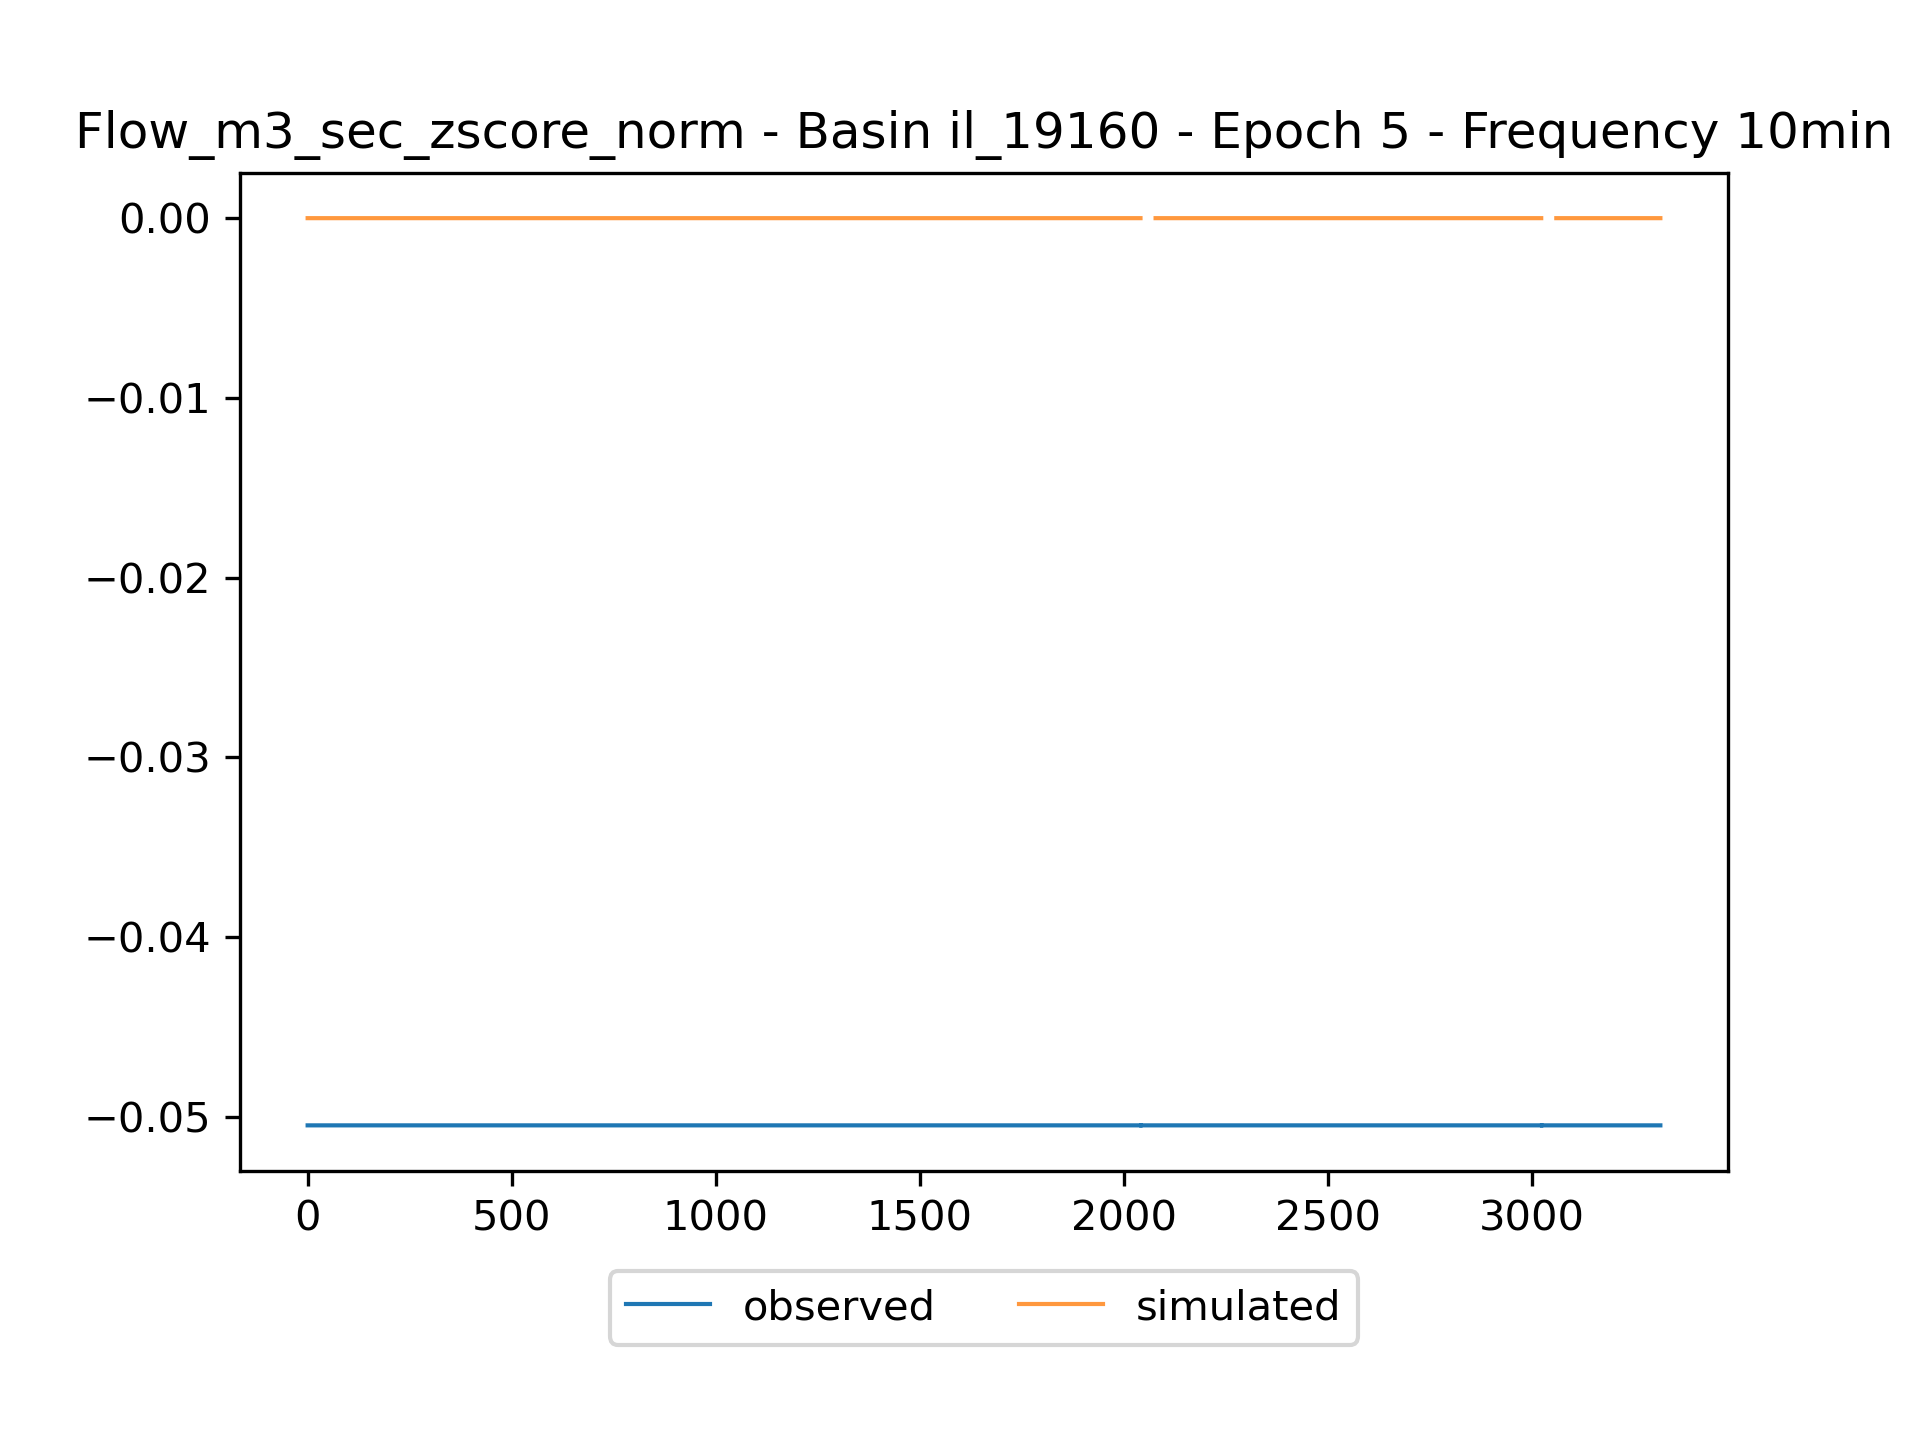 Flow_m3_sec_zscore_norm - Basin il_19160 - Epoch 5 - Frequency 10min
0.00
−0.01
−0.02
−0.03
−0.04
−0.05
0 500 1000 1500 2000 2500 3000
observed simulated